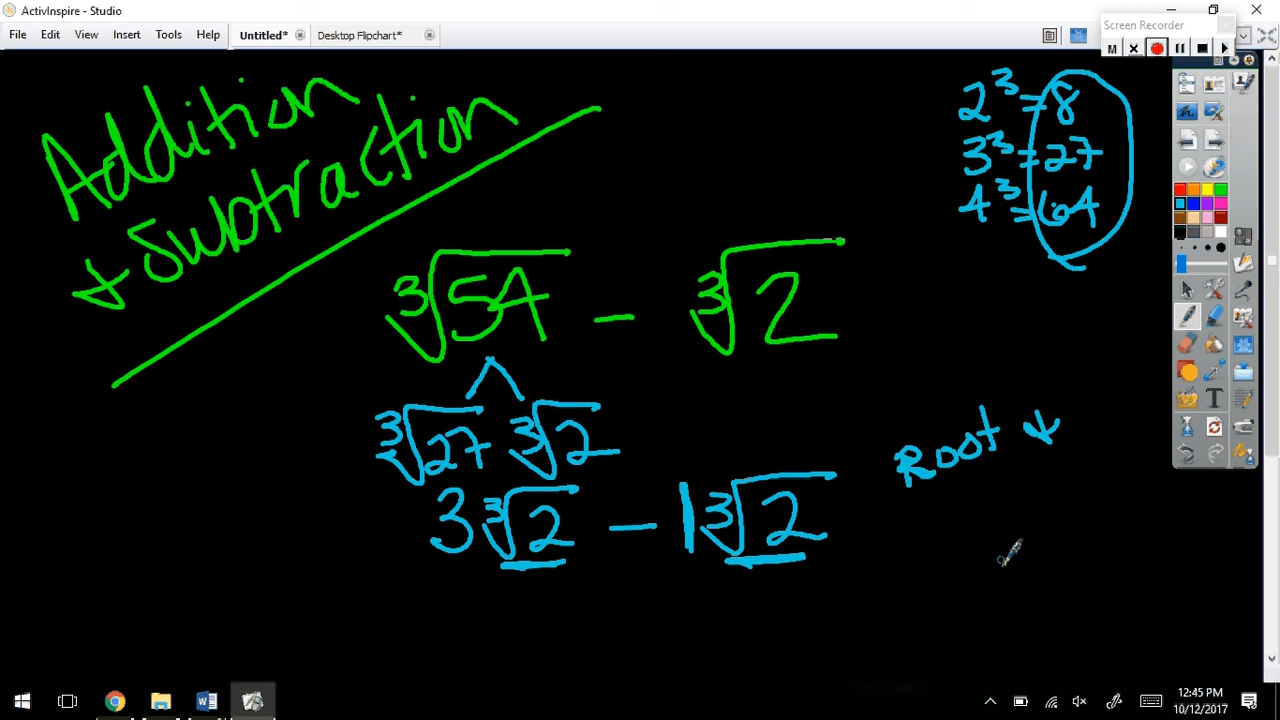 ActivInspire - Studio
Screen Recorder
File Edit View Insert Tools Help Untitled* Desktop Flipchart*
M
Addition
+ Subtraction
2³ = 8
3³ = 27
4³ = 64
∛54 - ∛2
∛27 ∛2
Root +
3∛2 - 1∛2
12:45 PM
10/12/2017